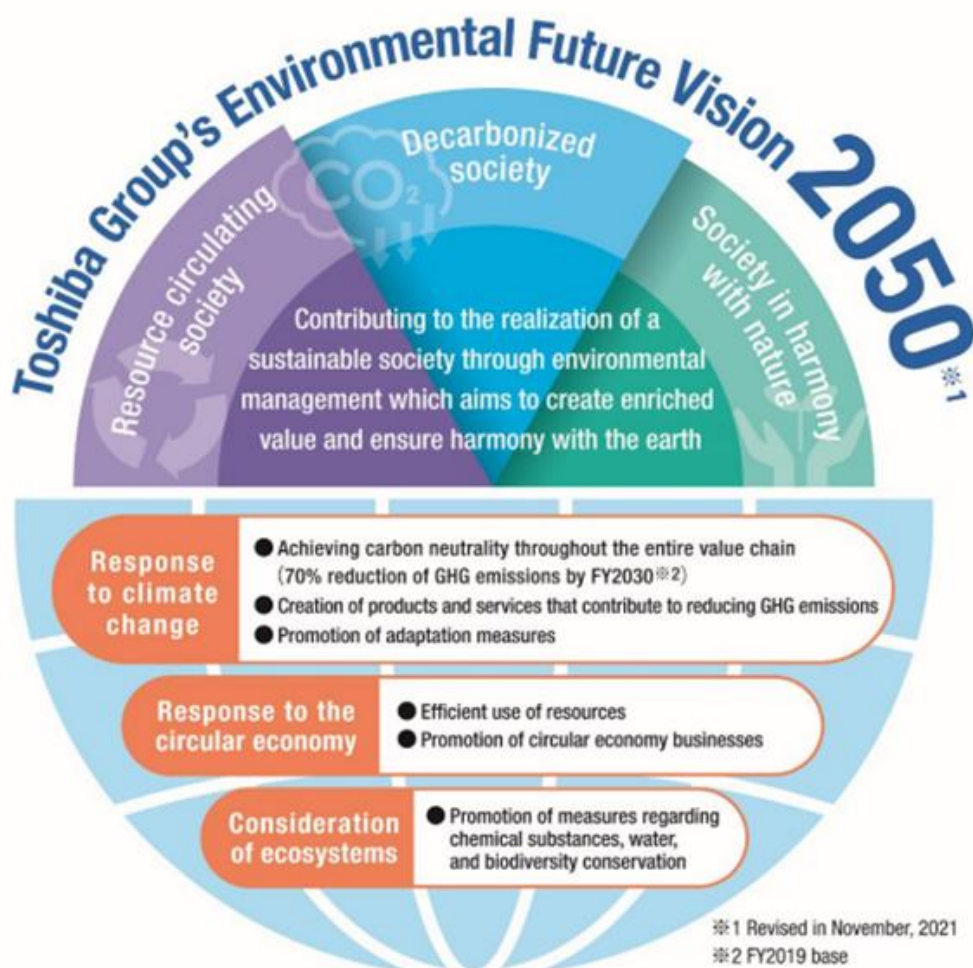 Toshiba Group's Environmental Future Vision 2050※1
Resource circulating
society
CO₂
Decarbonized
society
Society in harmony
with nature
Contributing to the realization of a
sustainable society through environmental
management which aims to create enriched
value and ensure harmony with the earth
Response
to climate
change
● Achieving carbon neutrality throughout the entire value chain
(70% reduction of GHG emissions by FY2030※2)
● Creation of products and services that contribute to reducing GHG emissions
● Promotion of adaptation measures
Response to the
circular economy
● Efficient use of resources
● Promotion of circular economy businesses
Consideration
of ecosystems
● Promotion of measures regarding
chemical substances, water,
and biodiversity conservation
※1 Revised in November, 2021
※2 FY2019 base